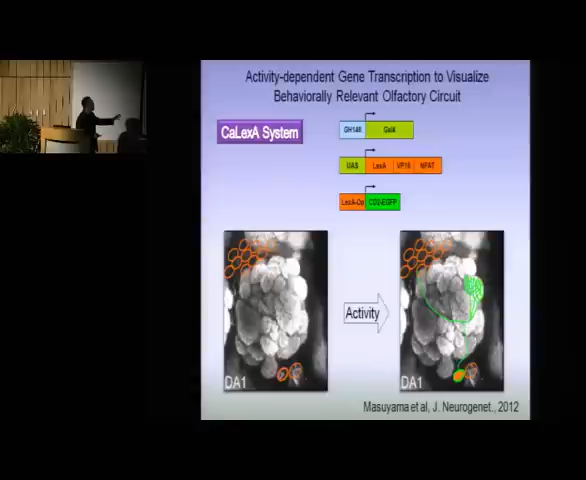 Activity-dependent Gene Transcription to Visualize
Behaviorally Relevant Olfactory Circuit
CaLexA System
GH146 Gal4
UAS LexA VP16 NFAT
LexA-Op CD2-EGFP
Activity
DA1
DA1
Masuyama et al, J. Neurogenet., 2012